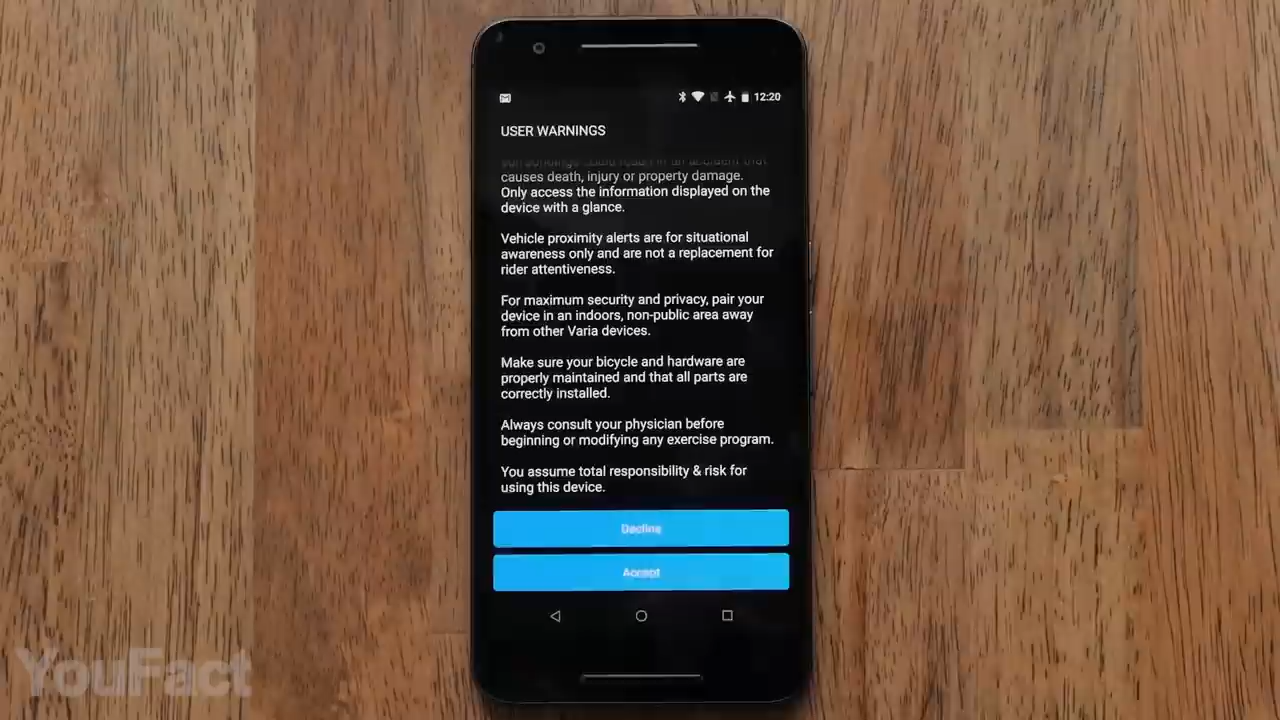 12:20
USER WARNINGS
causes death, injury or property damage.
Only access the information displayed on the
device with a glance.
Vehicle proximity alerts are for situational
awareness only and are not a replacement for
rider attentiveness.
For maximum security and privacy, pair your
device in an indoors, non-public area away
from other Varia devices.
Make sure your bicycle and hardware are
properly maintained and that all parts are
correctly installed.
Always consult your physician before
beginning or modifying any exercise program.
You assume total responsibility & risk for
using this device.
Decline
Accept
YouFact